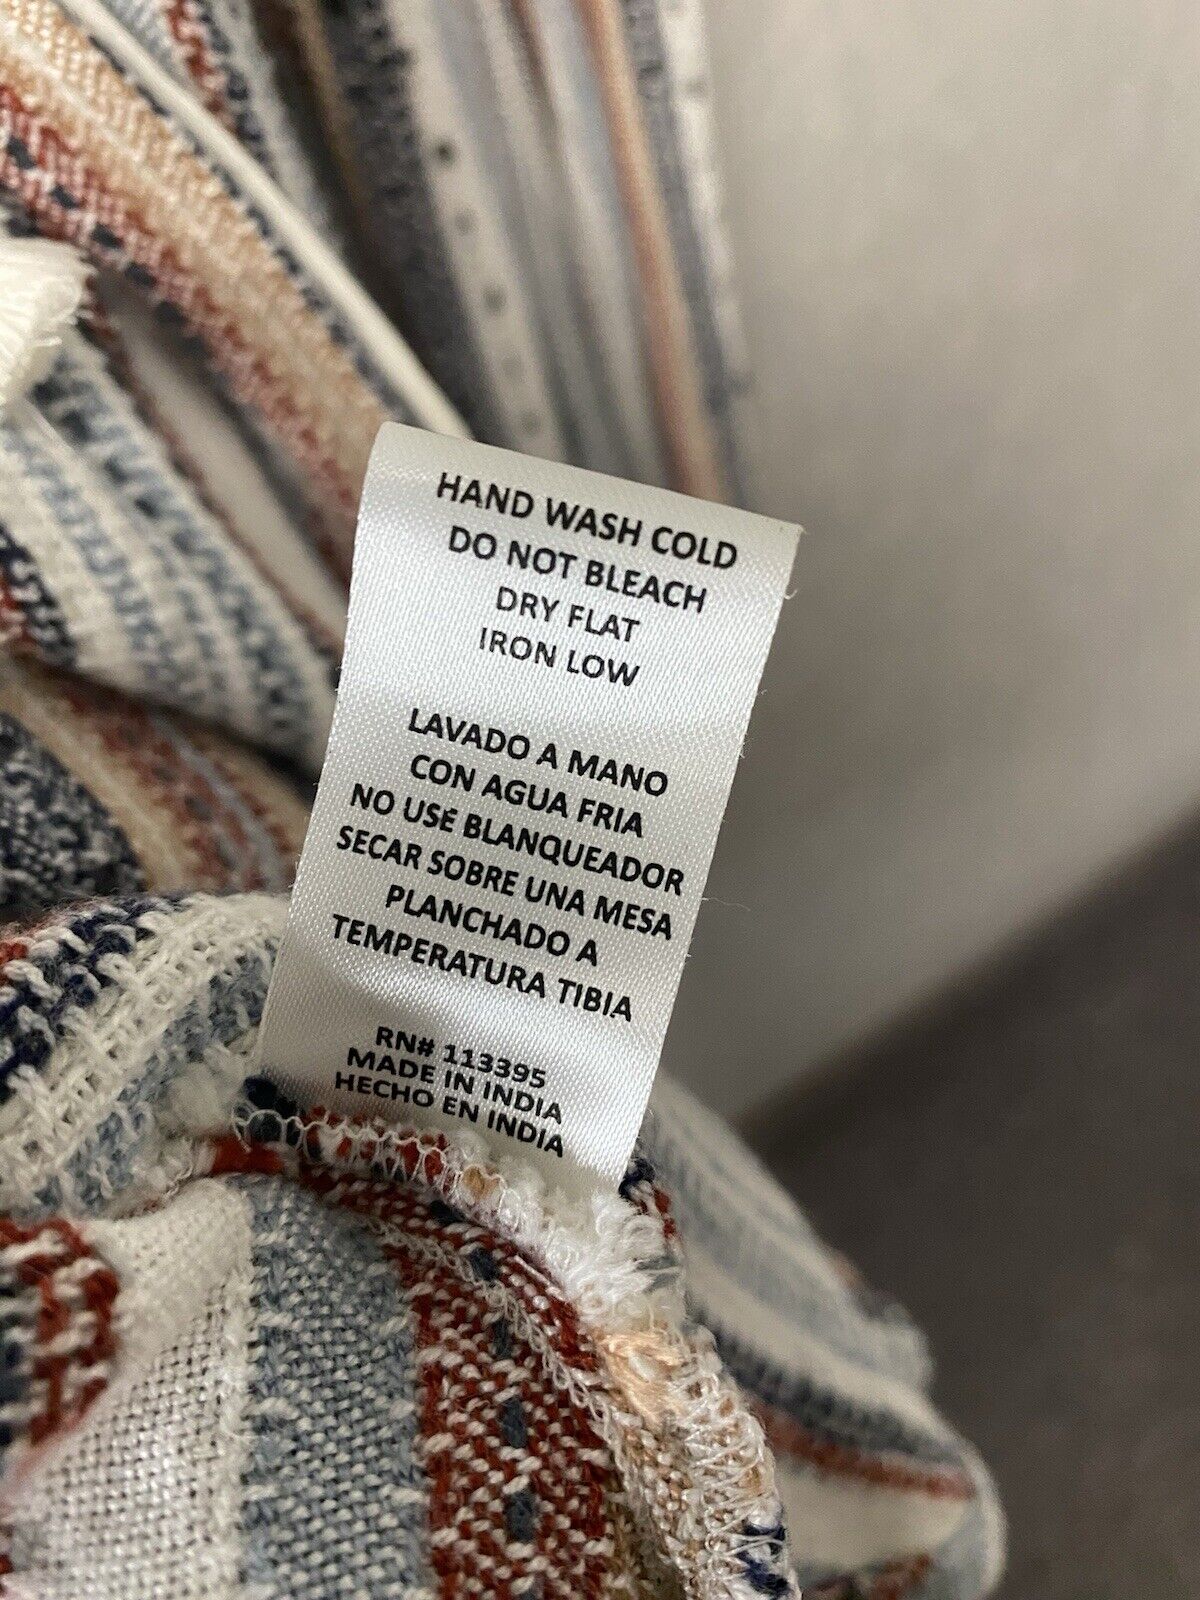 HAND WASH COLD
DO NOT BLEACH
DRY FLAT
IRON LOW
LAVADO A MANO
CON AGUA FRIA
NO USE BLANQUEADOR
SECAR SOBRE UNA MESA
PLANCHADO A
TEMPERATURA TIBIA
RN# 113395
MADE IN INDIA
HECHO EN INDIA